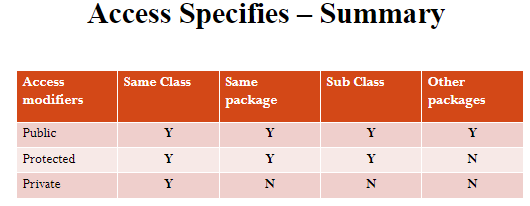 Access Specifies – Summary
Access modifiers Same Class Same package Sub Class Other packages
Public Y Y Y Y
Protected Y Y Y N
Private Y N N N